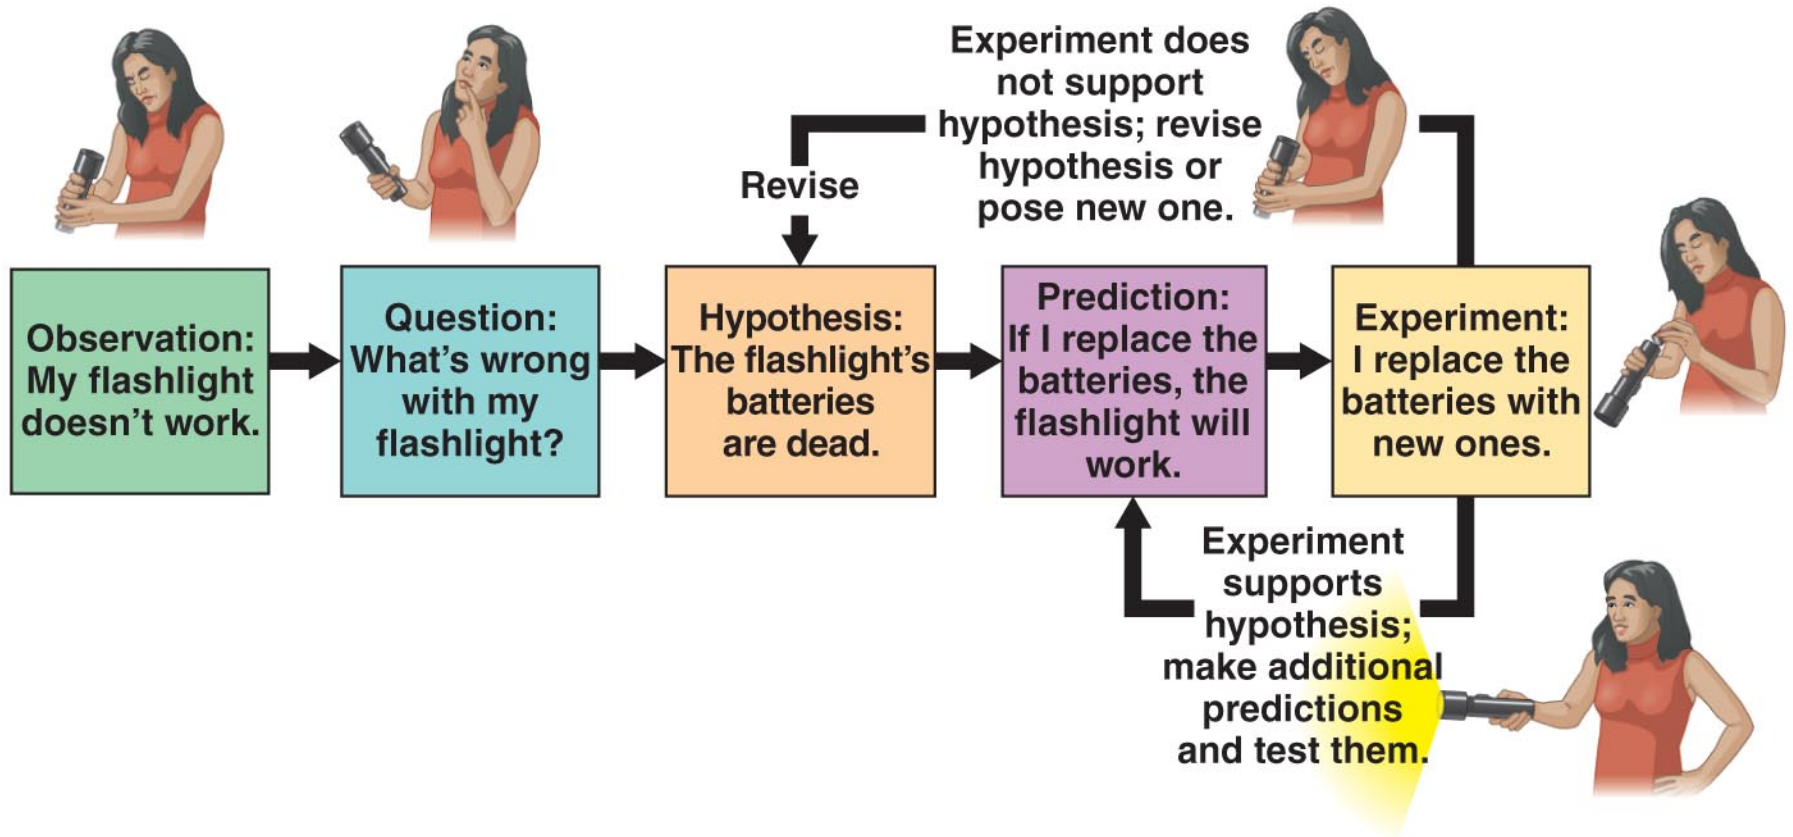 Experiment does
not support
hypothesis; revise
hypothesis or
pose new one.
Revise
Observation:
My flashlight
doesn’t work.
Question:
What’s wrong
with my
flashlight?
Hypothesis:
The flashlight’s
batteries
are dead.
Prediction:
If I replace the
batteries, the
flashlight will
work.
Experiment:
I replace the
batteries with
new ones.
Experiment
supports
hypothesis;
make additional
predictions
and test them.